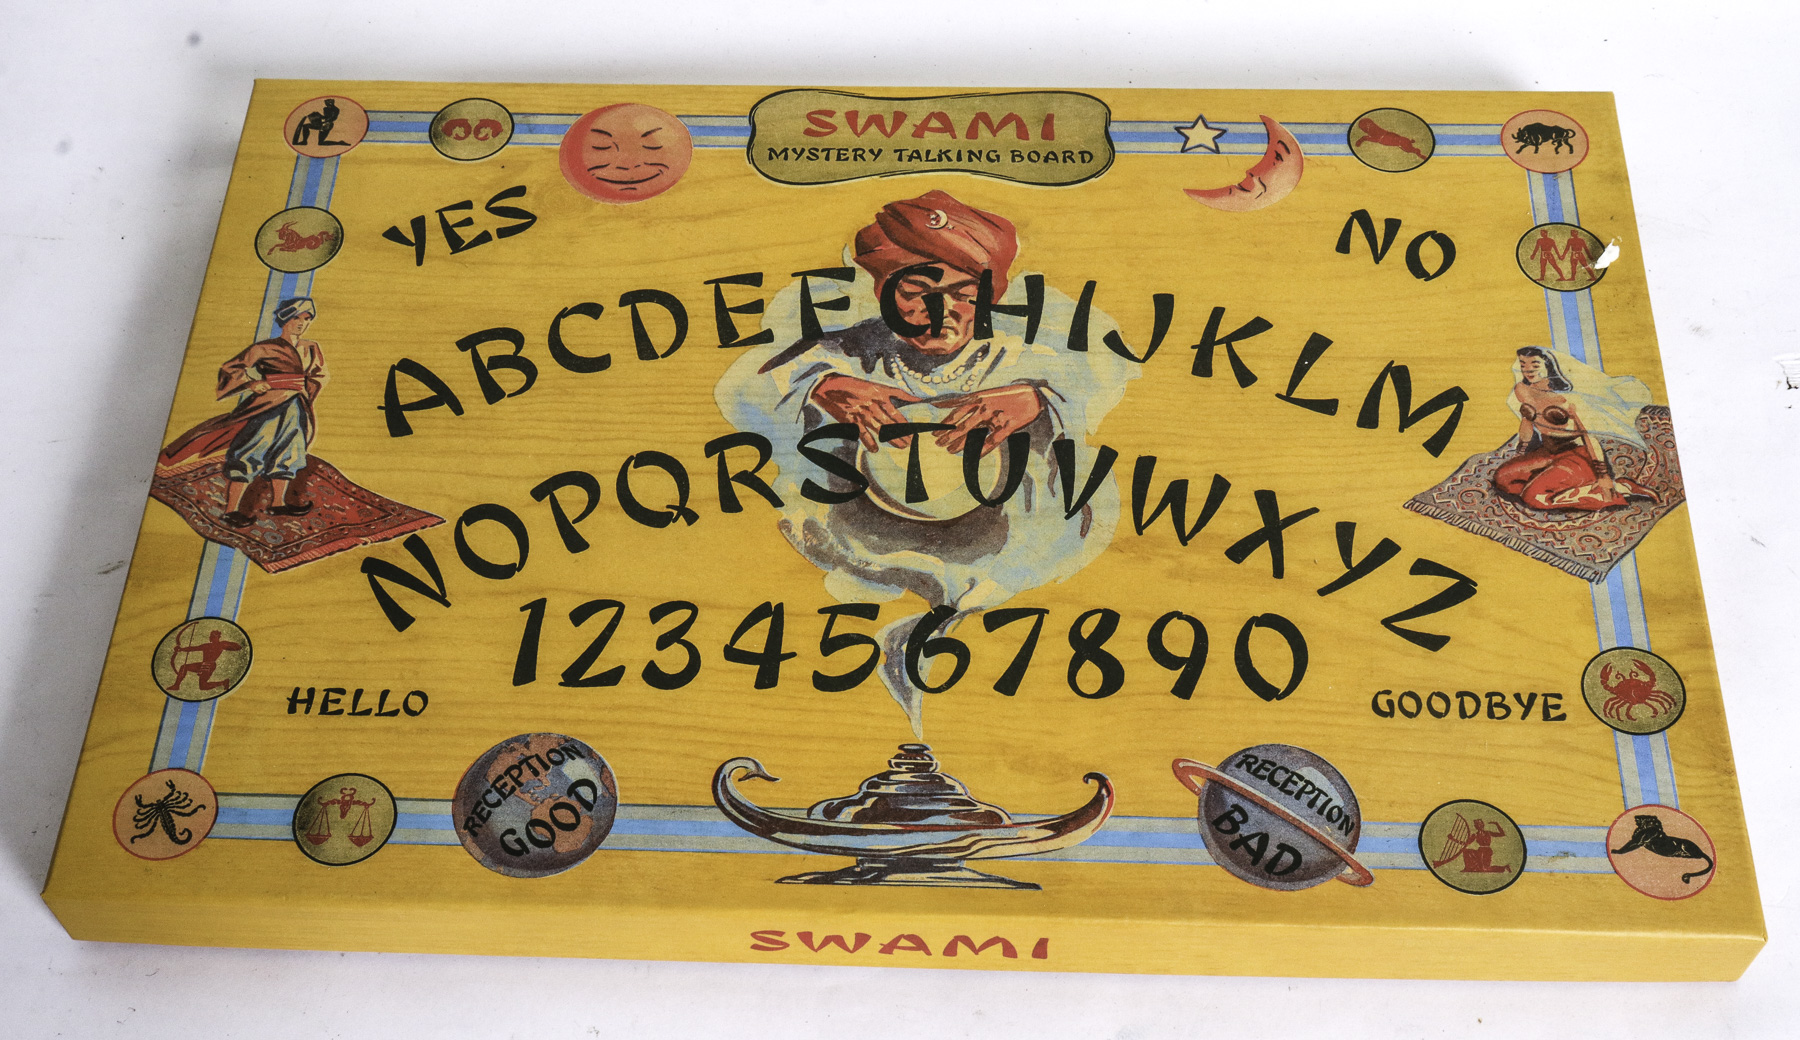 SWAMI
MYSTERY TALKING BOARD
YES
NO
ABCDEFGHIJKLM
NOPQRSTUVWXYZ
1234567890
HELLO
GOODBYE
RECEPTION
GOOD
RECEPTION
BAD
SWAMI